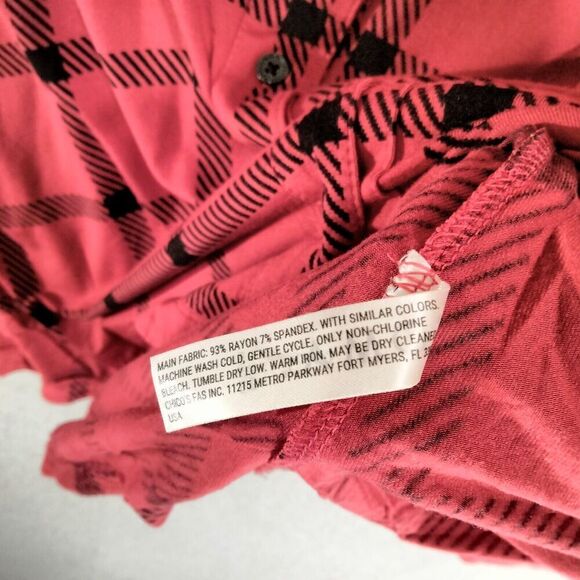 MAIN FABRIC: 93% RAYON 7% SPANDEX. WITH SIMILAR COLORS.
MACHINE WASH COLD, GENTLE CYCLE, ONLY NON-CHLORINE
BLEACH. TUMBLE DRY LOW. WARM IRON. MAY BE DRY CLEANED
CHICO'S FAS INC. 11215 METRO PARKWAY FORT MYERS, FL
USA.